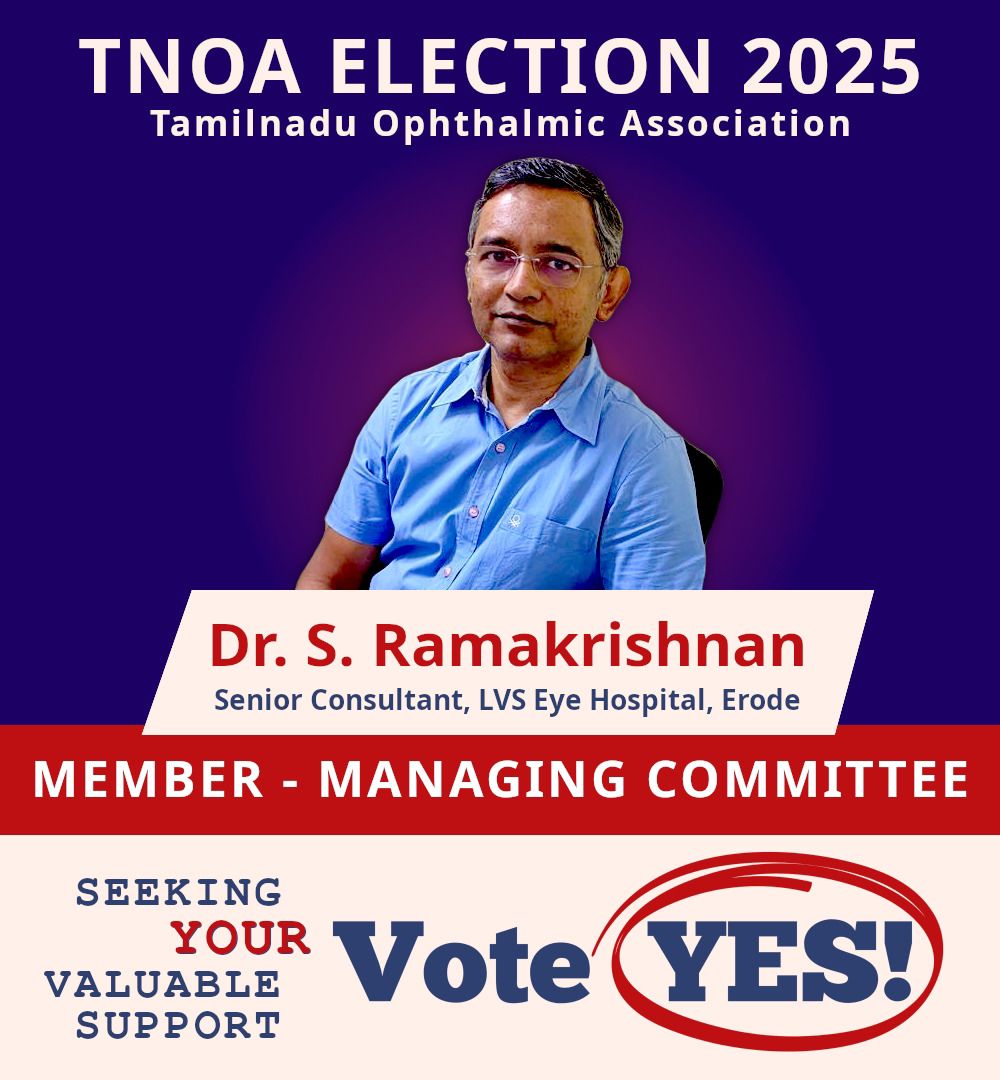 TNOA ELECTION 2025
Tamilnadu Ophthalmic Association
Dr. S. Ramakrishnan
Senior Consultant, LVS Eye Hospital, Erode
MEMBER - MANAGING COMMITTEE
SEEKING
YOUR
VALUABLE
SUPPORT
Vote YES!